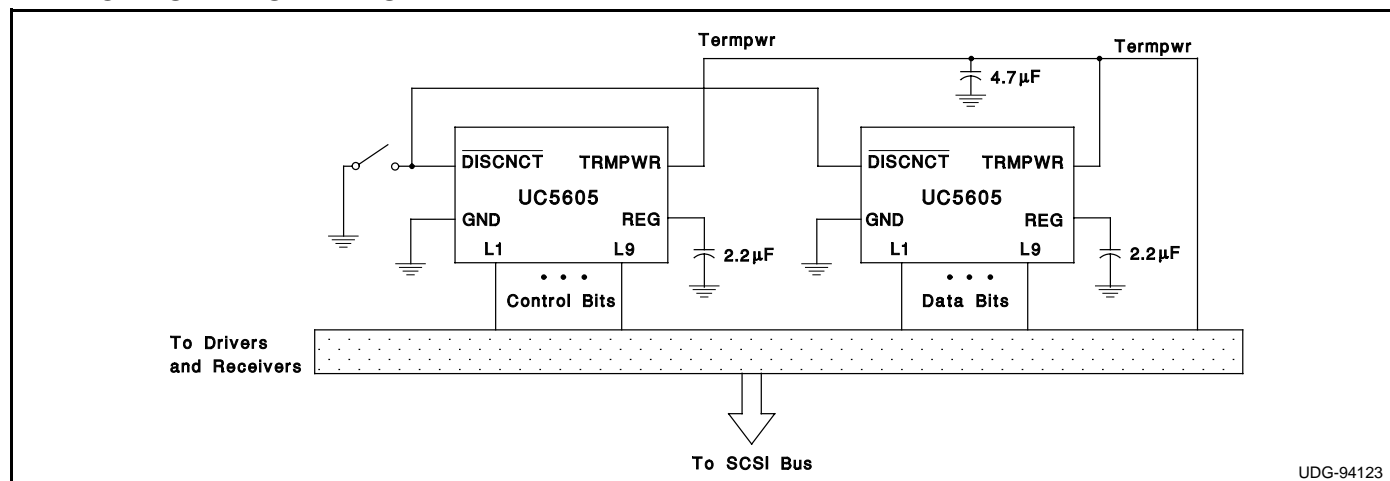 Termpwr
Termpwr
4.7µF
DISCNCT TRMPWR
UC5605
GND REG
L1 L9
2.2µF
DISCNCT TRMPWR
UC5605
GND REG
L1 L9
2.2µF
• • •
Control Bits
• • •
Data Bits
To Drivers
and Receivers
To SCSI Bus
UDG-94123